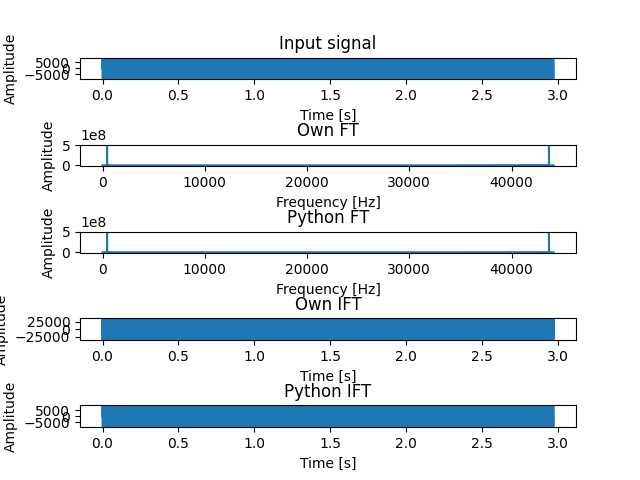 Input signal
Amplitude
5000
0
−5000
0.0 0.5 1.0 1.5 2.0 2.5 3.0
Time [s]
Own FT
1e8
Amplitude
5
0
0 10000 20000 30000 40000
Frequency [Hz]
Python FT
1e8
Amplitude
5
0
0 10000 20000 30000 40000
Frequency [Hz]
Own IFT
Amplitude
25000
0
−25000
0.0 0.5 1.0 1.5 2.0 2.5 3.0
Time [s]
Python IFT
Amplitude
5000
0
−5000
0.0 0.5 1.0 1.5 2.0 2.5 3.0
Time [s]